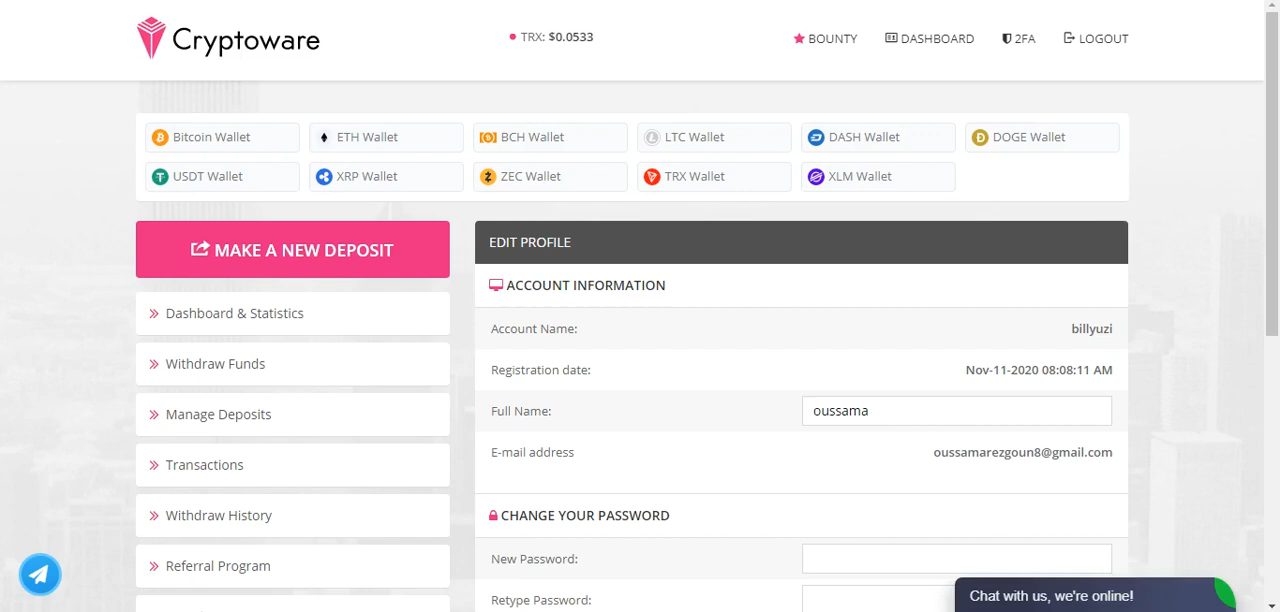 Cryptoware
TRX: $0.0533
BOUNTY
DASHBOARD
2FA
LOGOUT
Bitcoin Wallet
ETH Wallet
BCH Wallet
LTC Wallet
DASH Wallet
DOGE Wallet
USDT Wallet
XRP Wallet
ZEC Wallet
TRX Wallet
XLM Wallet
MAKE A NEW DEPOSIT
Dashboard & Statistics
Withdraw Funds
Manage Deposits
Transactions
Withdraw History
Referral Program
EDIT PROFILE
ACCOUNT INFORMATION
Account Name: billyuzi
Registration date: Nov-11-2020 08:08:11 AM
Full Name: oussama
E-mail address oussamarezgoun8@gmail.com
CHANGE YOUR PASSWORD
New Password:
Retype Password:
Chat with us, we're online!